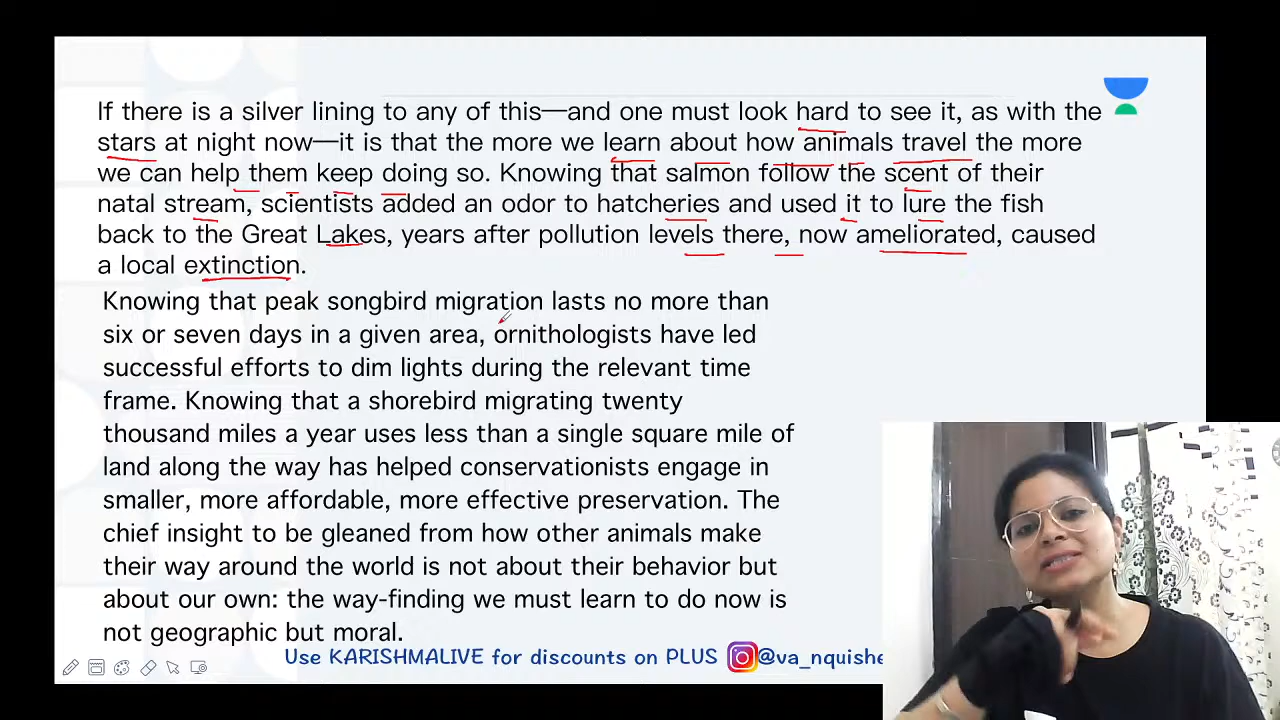 If there is a silver lining to any of this—and one must look hard to see it, as with the
stars at night now—it is that the more we learn about how animals travel the more
we can help them keep doing so. Knowing that salmon follow the scent of their
natal stream, scientists added an odor to hatcheries and used it to lure the fish
back to the Great Lakes, years after pollution levels there, now ameliorated, caused
a local extinction.
Knowing that peak songbird migration lasts no more than
six or seven days in a given area, ornithologists have led
successful efforts to dim lights during the relevant time
frame. Knowing that a shorebird migrating twenty
thousand miles a year uses less than a single square mile of
land along the way has helped conservationists engage in
smaller, more affordable, more effective preservation. The
chief insight to be gleaned from how other animals make
their way around the world is not about their behavior but
about our own: the way-finding we must learn to do now is
not geographic but moral.
Use KARISHMALIVE for discounts on PLUS @va_nquishe